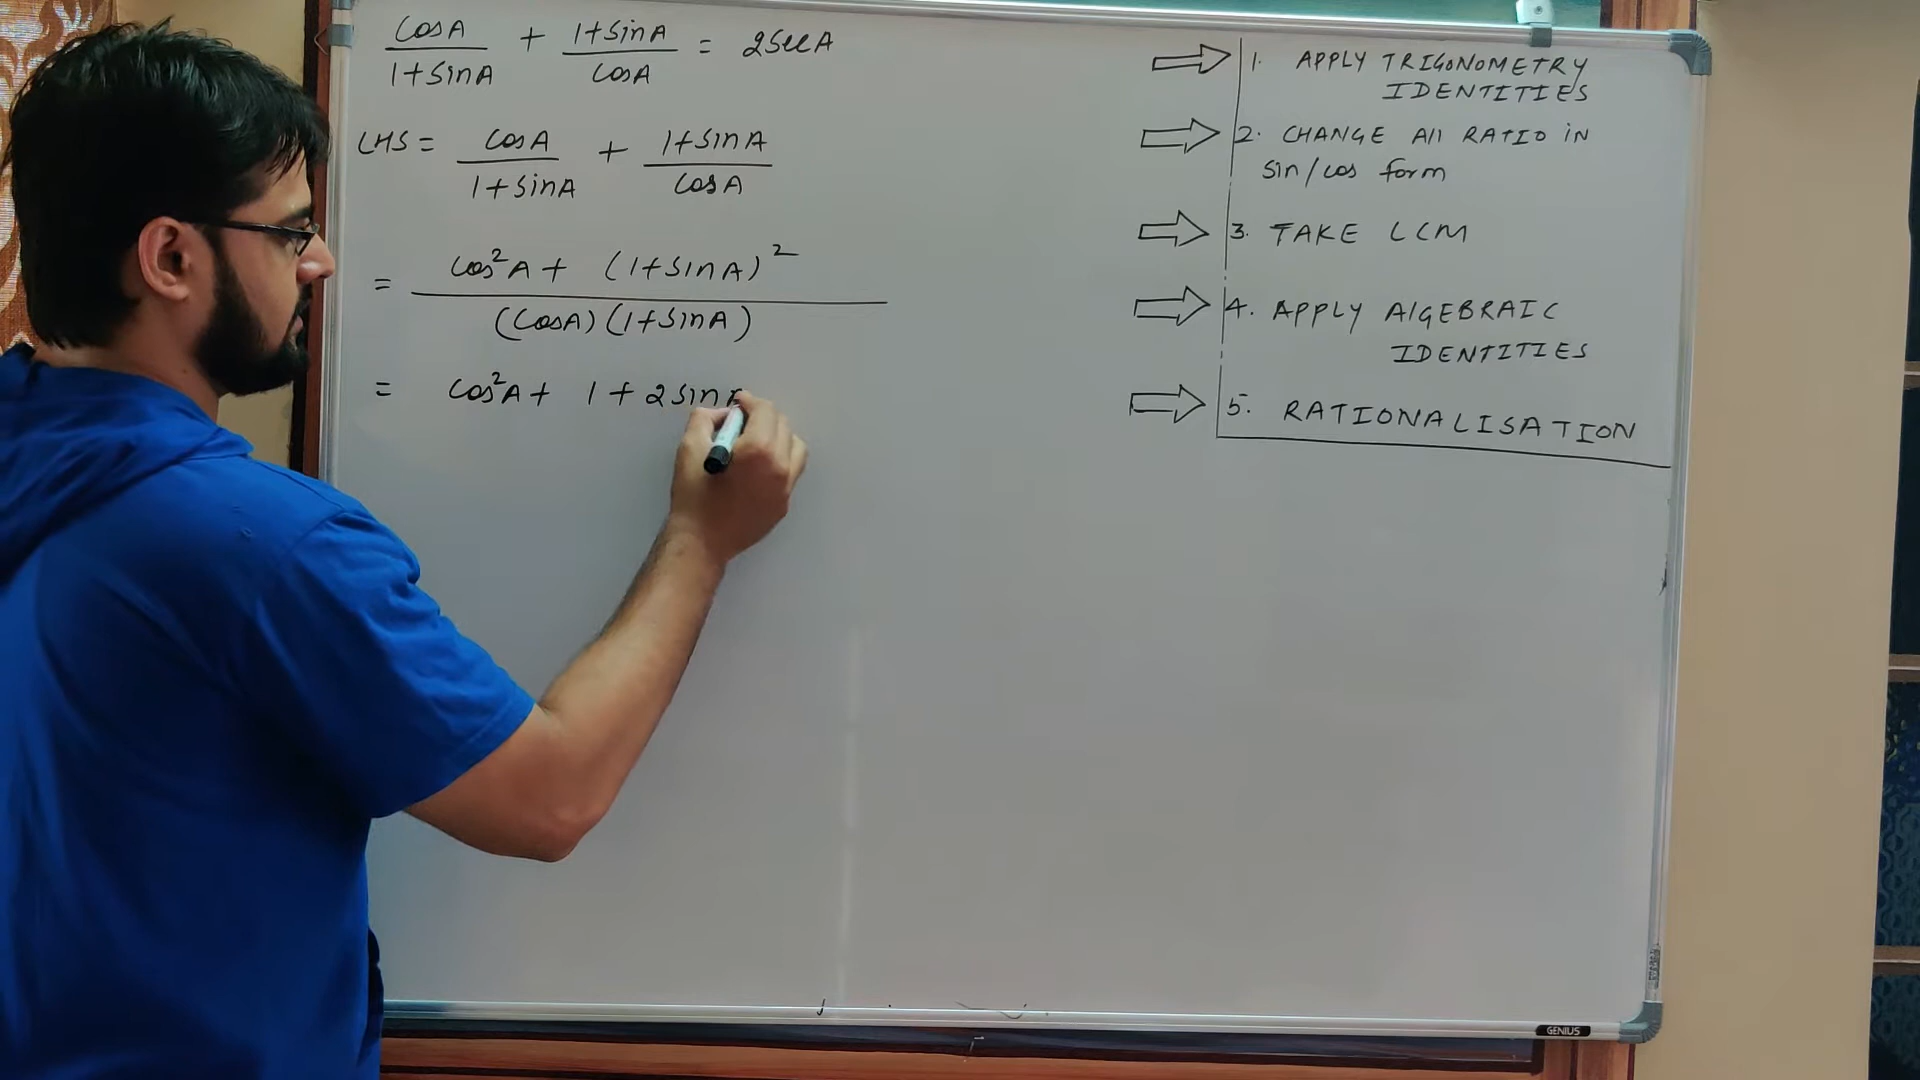 cosA/1+sinA + 1+sinA/cosA = 2secA
LHS = cosA/1+sinA + 1+sinA/cosA
= cos²A + (1+sinA)²/(cosA)(1+sinA)
= cos²A + 1 + 2sinA
1. APPLY TRIGONOMETRY
IDENTITIES
2. CHANGE All RATIO iN
sin/cos form
3. TAKE LCM
4. APPLY AlGEBRAIC
IDENTITIES
5. RATIONALISATION
GENIUS